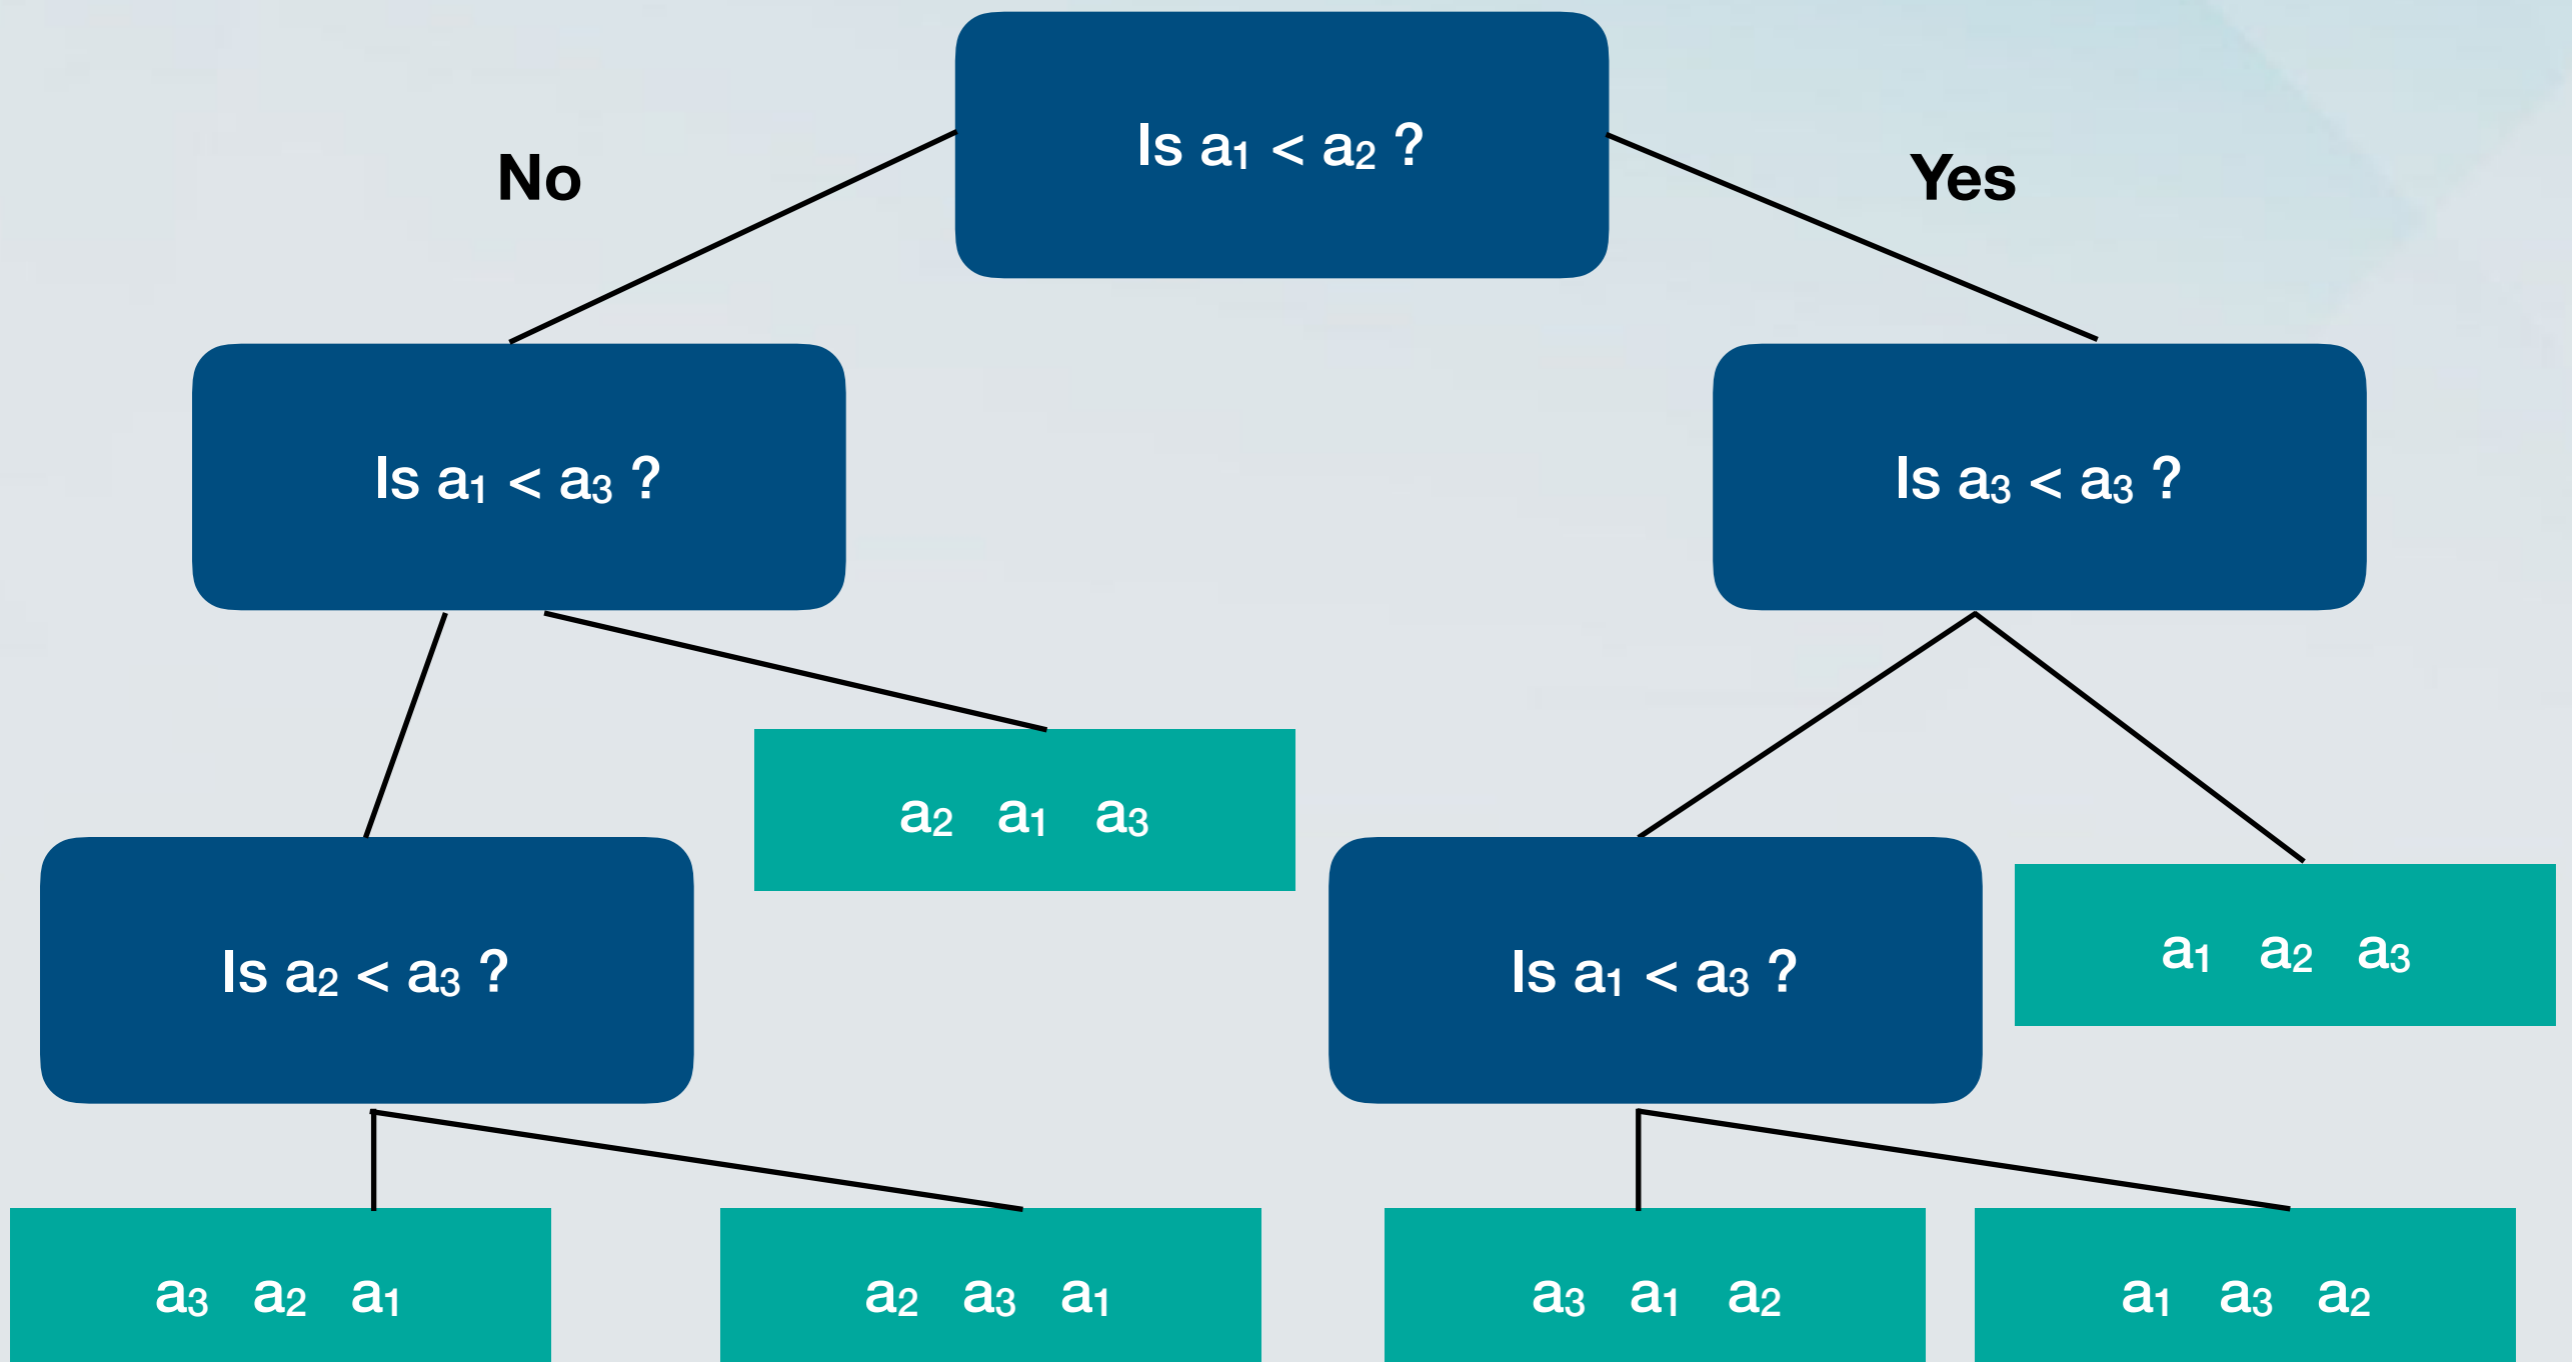 Is a₁ < a₂ ?
No
Yes
Is a₁ < a₃ ?
Is a₃ < a₃ ?
a₂ a₁ a₃
Is a₂ < a₃ ?
Is a₁ < a₃ ?
a₁ a₂ a₃
a₃ a₂ a₁
a₂ a₃ a₁
a₃ a₁ a₂
a₁ a₃ a₂